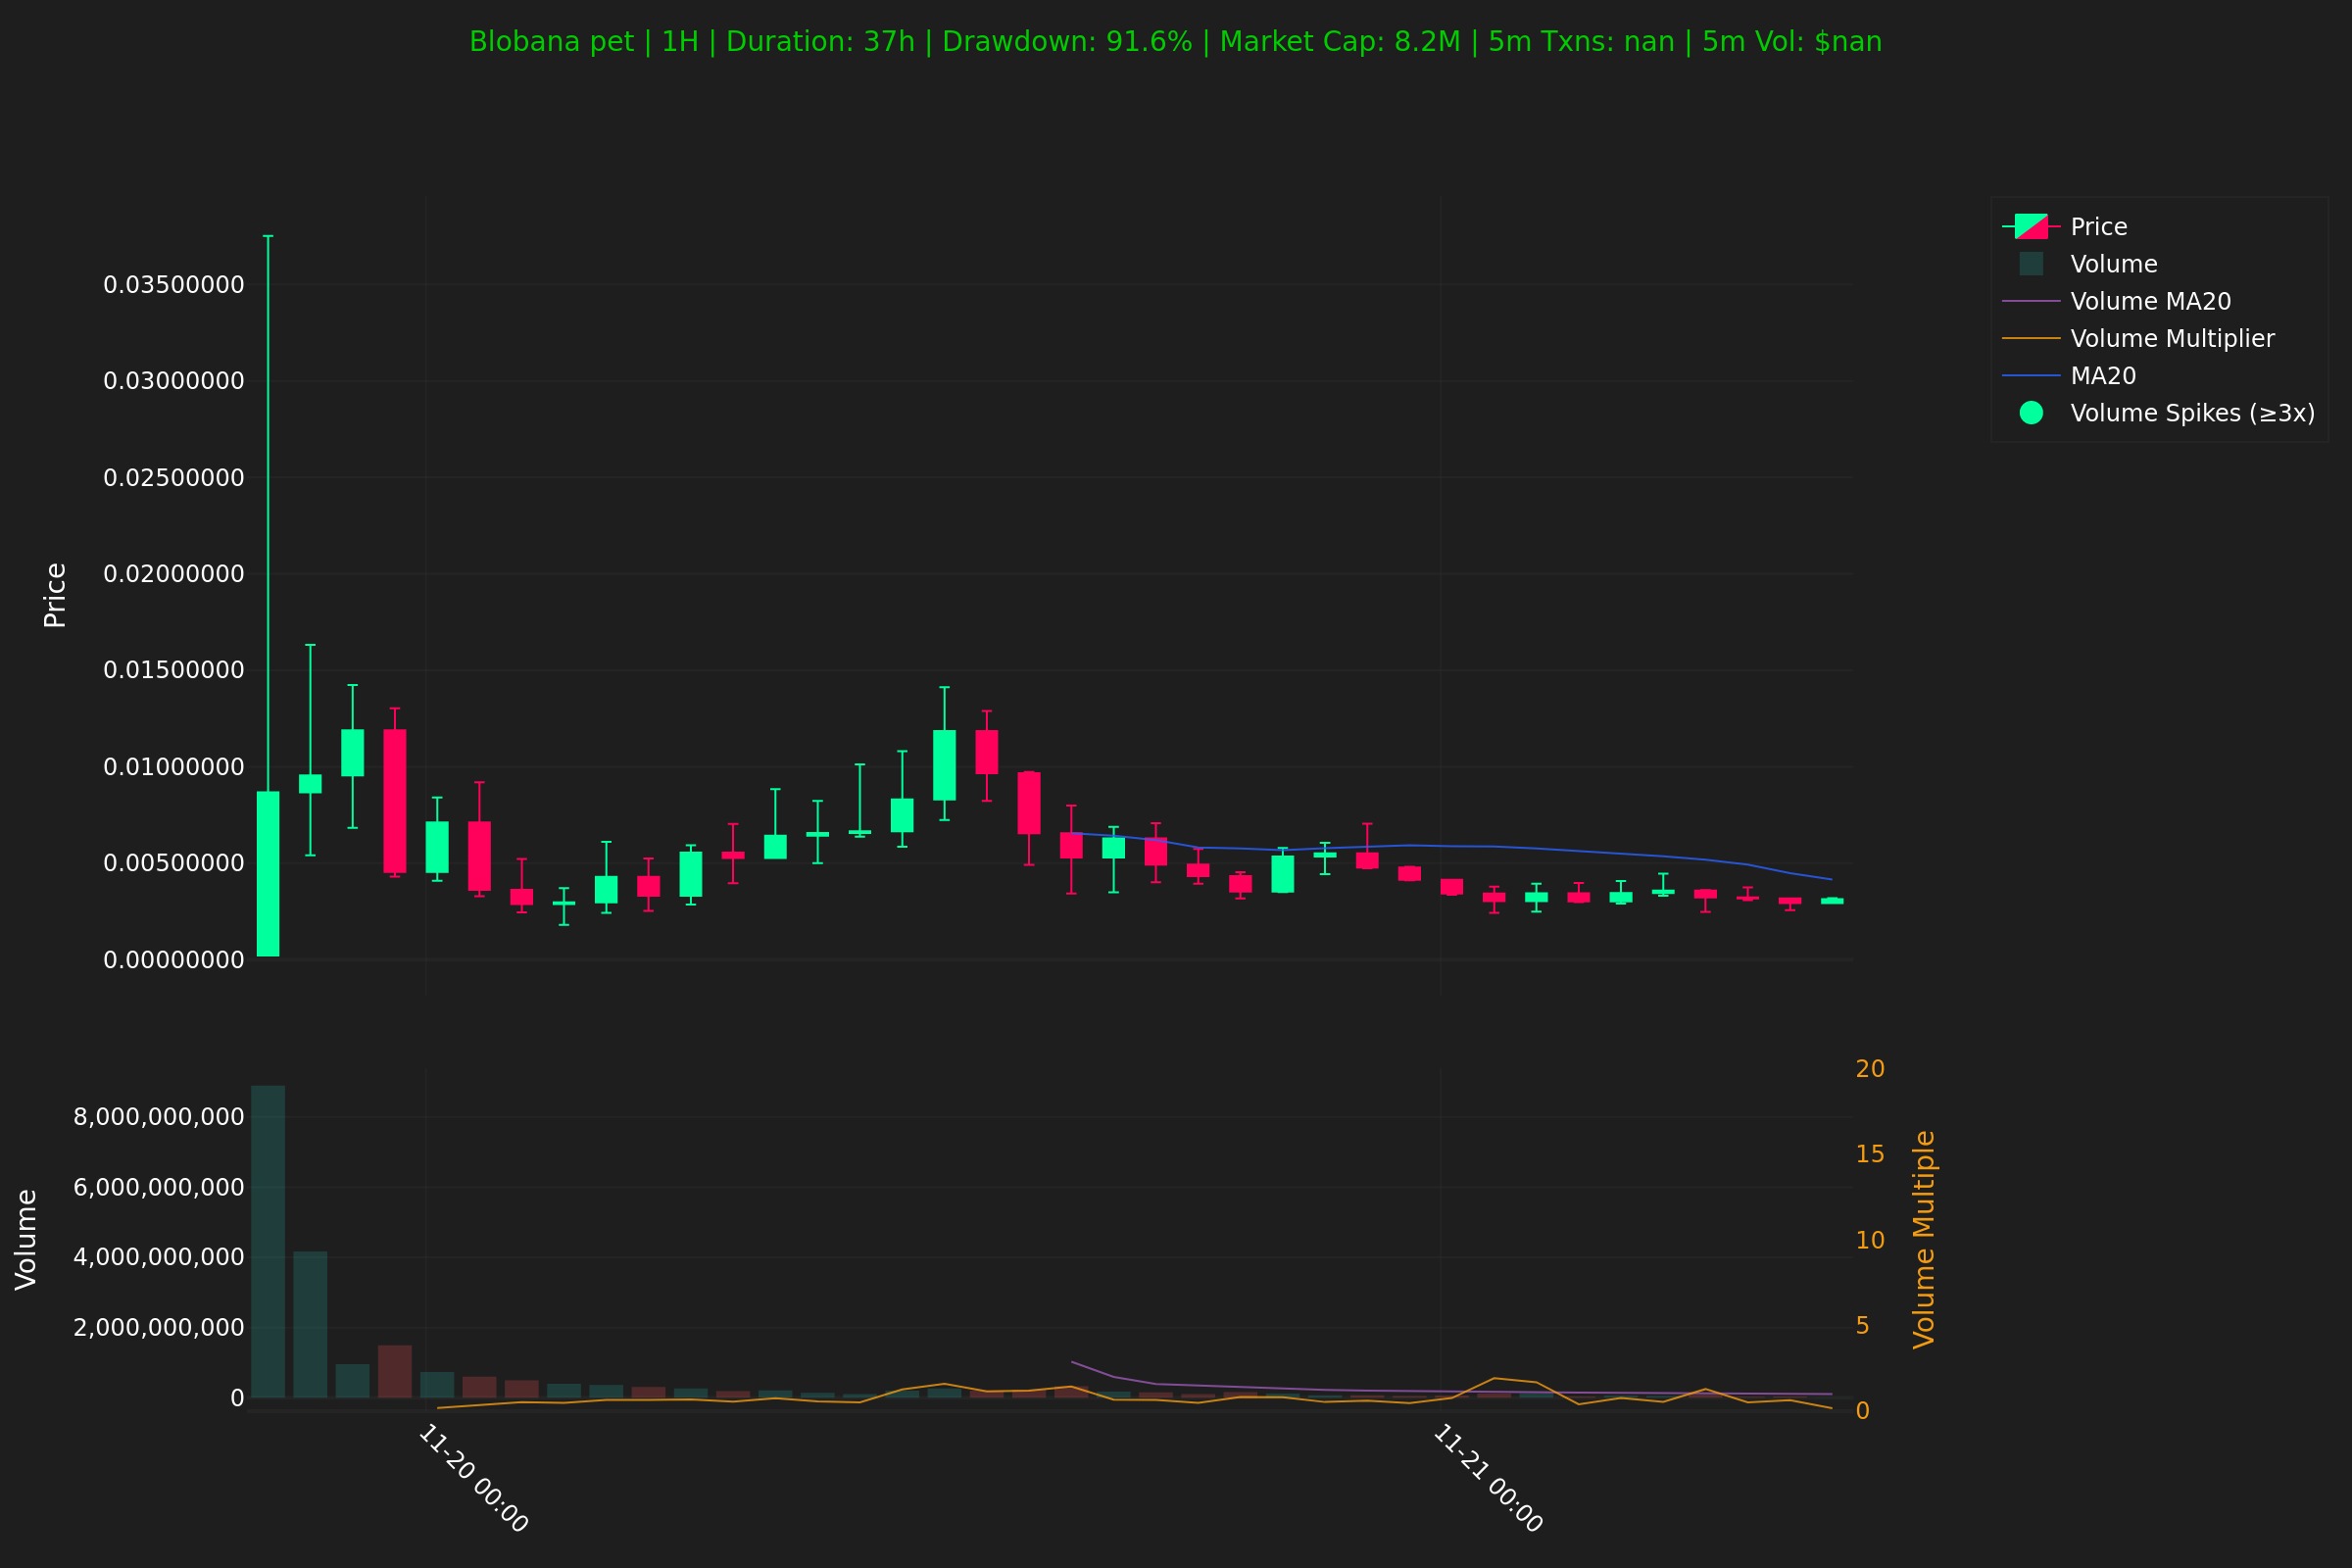 Blobana pet | 1H | Duration: 37h | Drawdown: 91.6% | Market Cap: 8.2M | 5m Txns: nan | 5m Vol: $nan
Price
0.03500000
0.03000000
0.02500000
0.02000000
0.01500000
0.01000000
0.00500000
0.00000000
Price
Volume
Volume MA20
Volume Multiplier
MA20
Volume Spikes (≥3x)
Volume
8,000,000,000
6,000,000,000
4,000,000,000
2,000,000,000
0
20
15
10
5
0
Volume Multiple
11-20 00:00
11-21 00:00